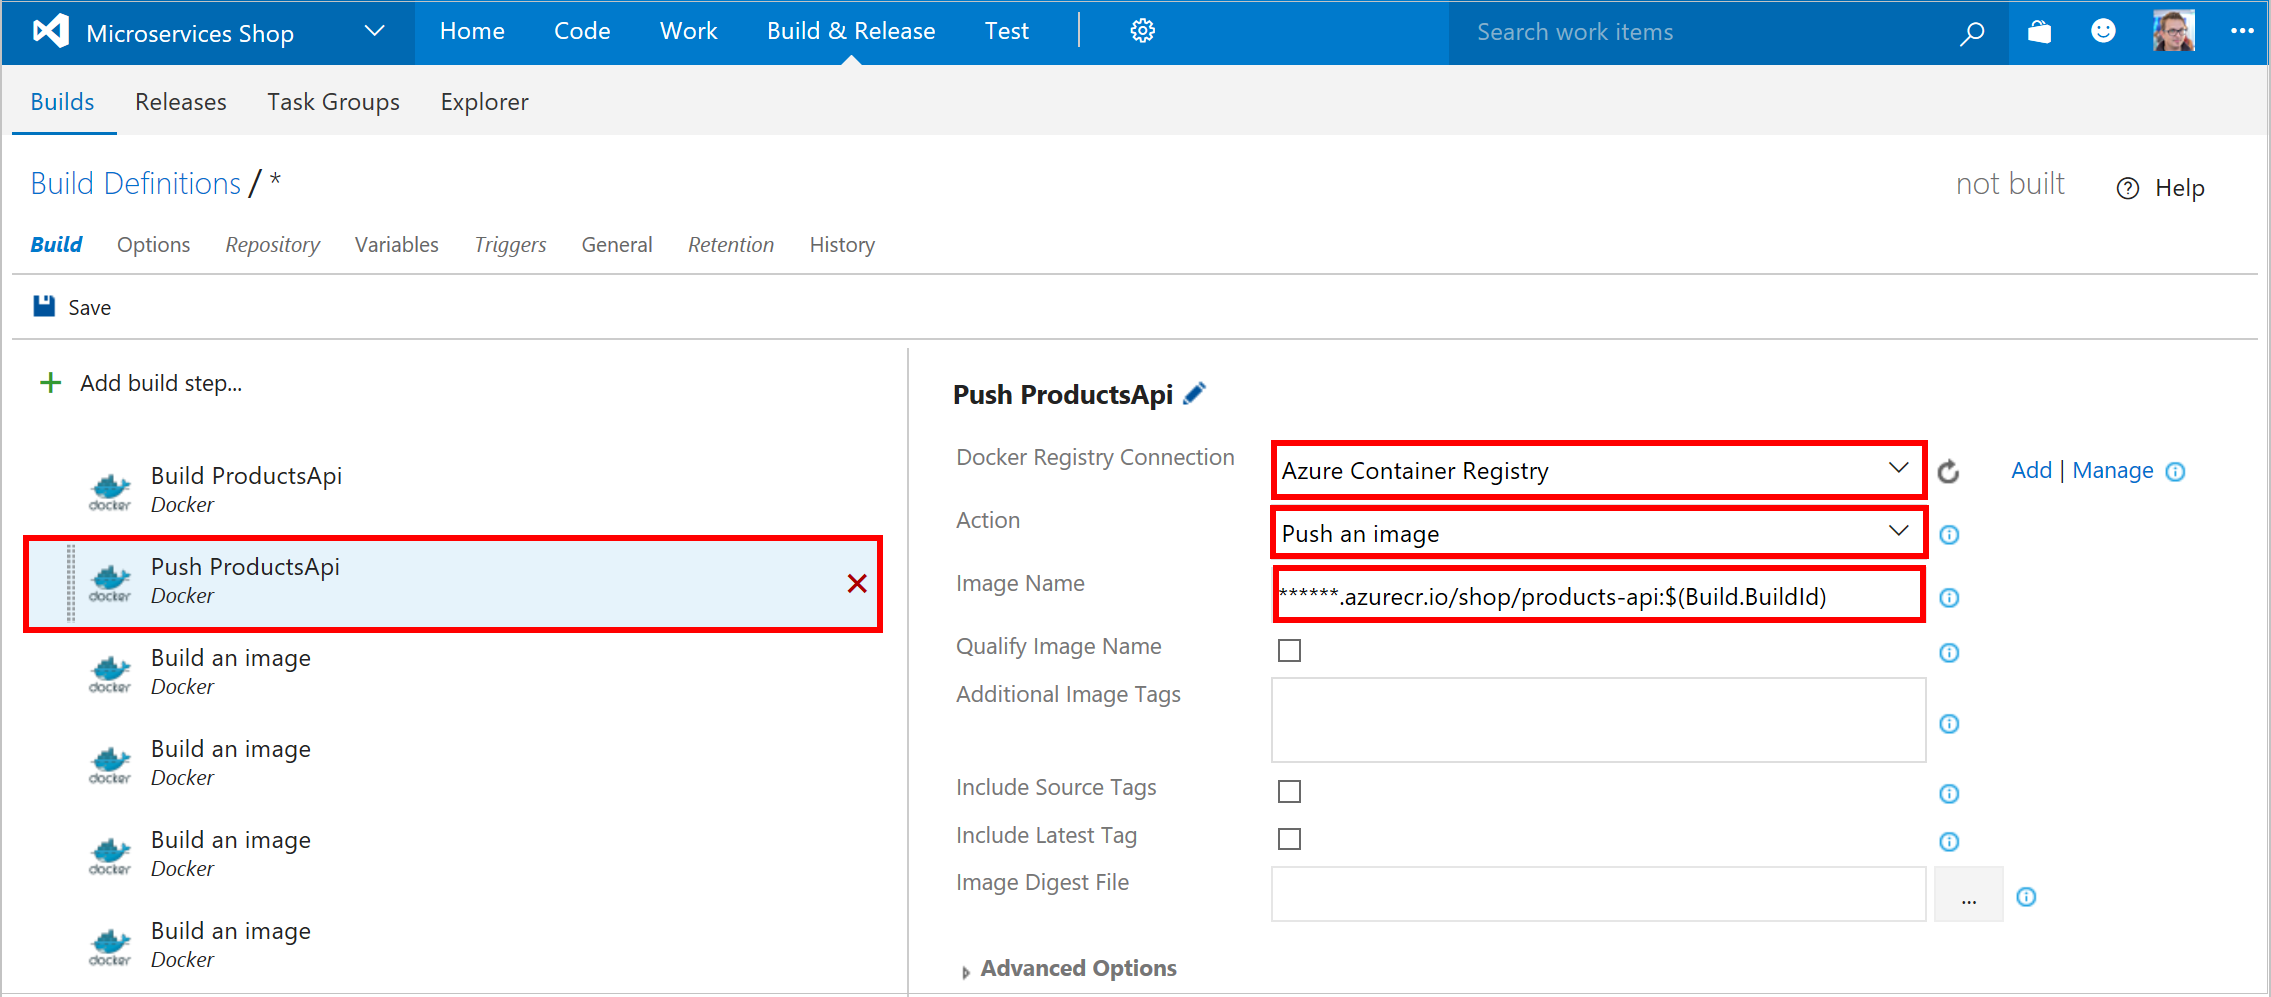 Microservices Shop Home Code Work Build & Release Test Search work items
Builds Releases Task Groups Explorer
Build Definitions / * not built Help
Build Options Repository Variables Triggers General Retention History
Save
Add build step...
Build ProductsApi
Docker
docker
Push ProductsApi
Docker
docker
Build an image
Docker
docker
Build an image
Docker
docker
Build an image
Docker
docker
Build an image
Docker
docker
Push ProductsApi
Docker Registry Connection Azure Container Registry Add | Manage
Action Push an image
Image Name ******.azurecr.io/shop/products-api:$(Build.BuildId)
Qualify Image Name
Additional Image Tags
Include Source Tags
Include Latest Tag
Image Digest File ...
Advanced Options